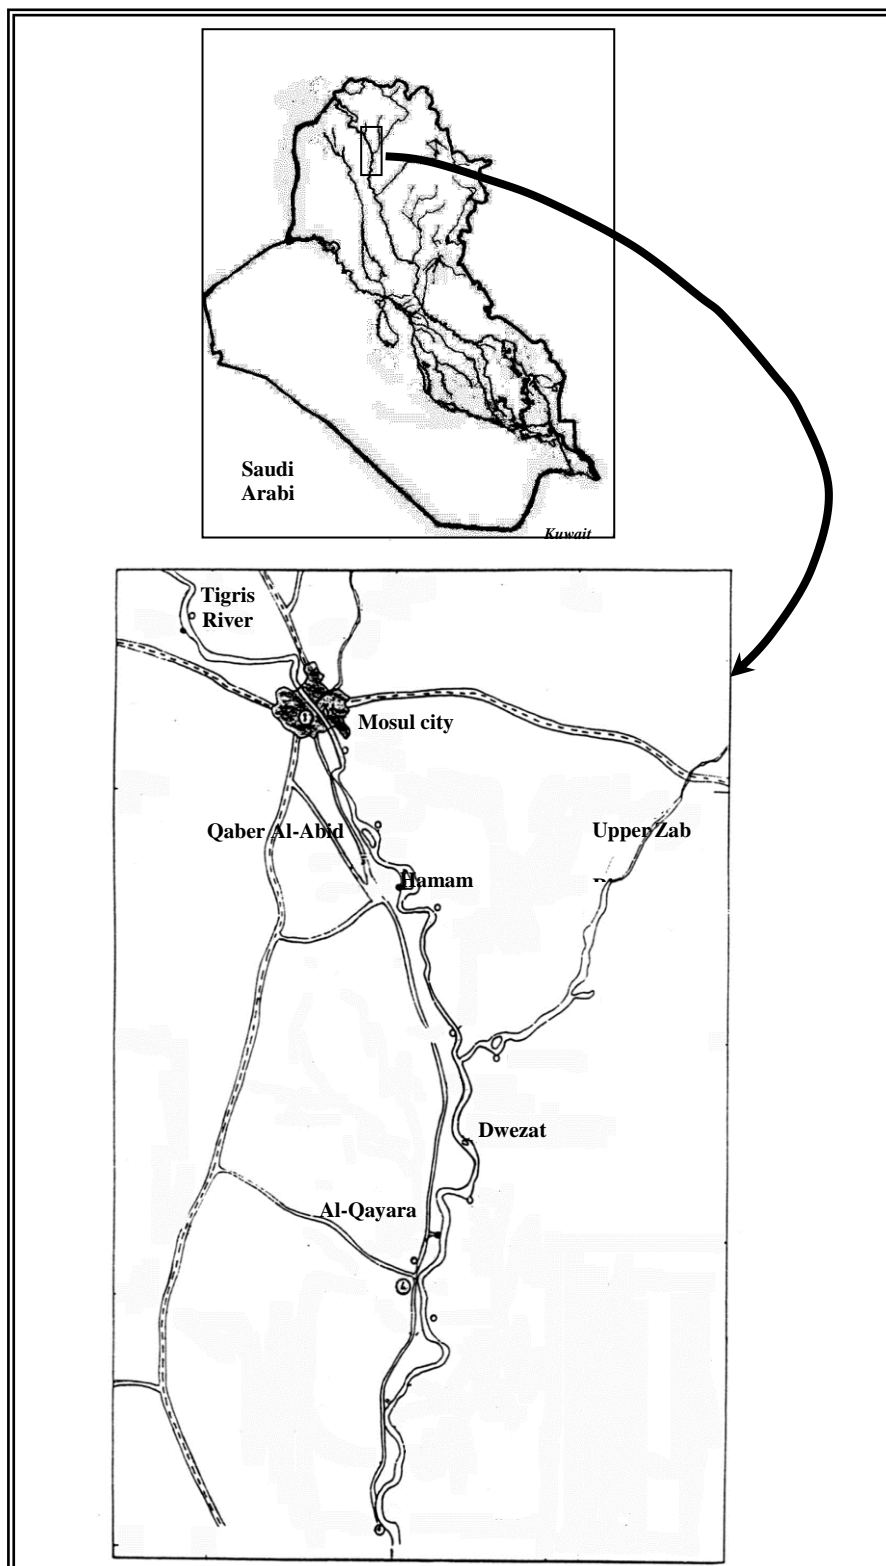 Saudi
Arabi
Kuwait
Tigris
River
Mosul city
Qaber Al-Abid
Upper Zab
Hamam
Dwezat
Al-Qayara